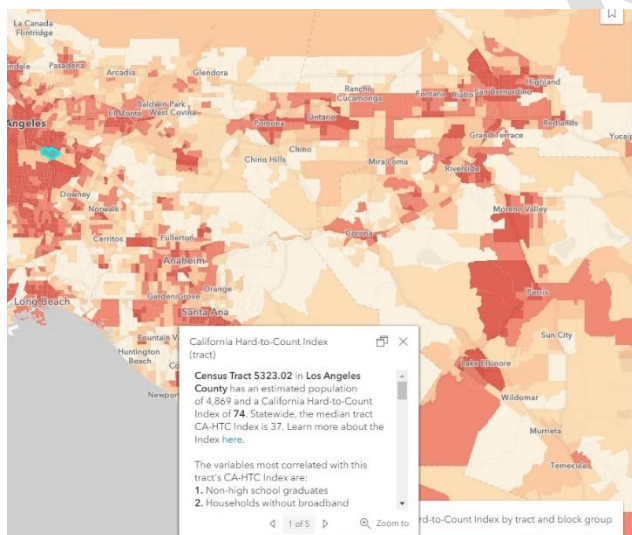 La Canada
Flintridge
ndale
Pasadena
Arcadia
Glendora
Rancho
Cucamonga
Fontana
Rialto
San Bernardino
Highland
Baldwin Park
El Monte
West Covina
Angeles
Pomona
Ontario
Redlands
Grand Terrace
Yucaip
Chino
Chino Hills
Mira Loma
Riverside
Downey
Norwalk
Moreno Valley
Cerritos
Fullerton
Corona
Anaheim
Orange
Long Beach
Garden Grove
Santa Ana
Perris
Fountain V
Huntington
Beach
Co
Newpor
Sun City
Lake Elsinore
Wildomar
Murrieta
Temecula
California Hard-to-Count Index
(tract)
Census Tract 5323.02 in Los Angeles
County has an estimated population
of 4,869 and a California Hard-to-Count
Index of 74. Statewide, the median tract
CA-HTC Index is 37. Learn more about the
Index here.
The variables most correlated with this
tract's CA-HTC Index are:
1. Non-high school graduates
2. Households without broadband
1 of 5
Zoom to
rd-to-Count Index by tract and block group